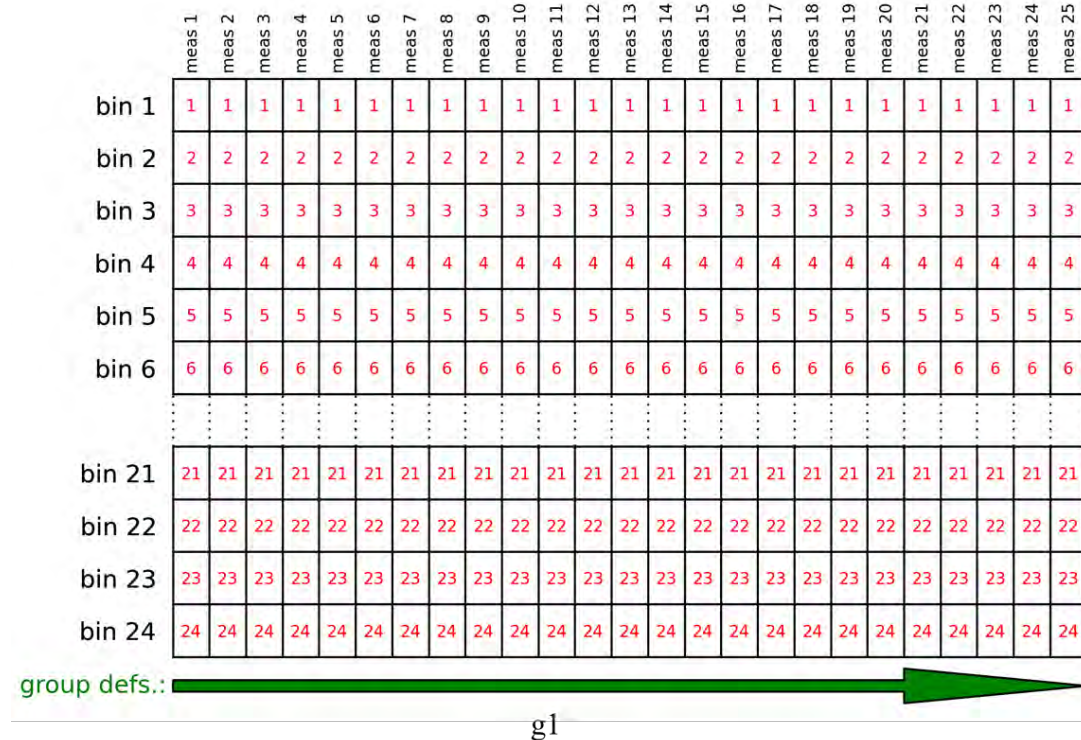 meas 1 meas 2 meas 3 meas 4 meas 5 meas 6 meas 7 meas 8 meas 9 meas 10 meas 11 meas 12 meas 13 meas 14 meas 15 meas 16 meas 17 meas 18 meas 19 meas 20 meas 21 meas 22 meas 23 meas 24 meas 25
bin 1 1 1 1 1 1 1 1 1 1 1 1 1 1 1 1 1 1 1 1 1 1 1 1 1 1
bin 2 2 2 2 2 2 2 2 2 2 2 2 2 2 2 2 2 2 2 2 2 2 2 2 2 2
bin 3 3 3 3 3 3 3 3 3 3 3 3 3 3 3 3 3 3 3 3 3 3 3 3 3 3
bin 4 4 4 4 4 4 4 4 4 4 4 4 4 4 4 4 4 4 4 4 4 4 4 4 4 4
bin 5 5 5 5 5 5 5 5 5 5 5 5 5 5 5 5 5 5 5 5 5 5 5 5 5 5
bin 6 6 6 6 6 6 6 6 6 6 6 6 6 6 6 6 6 6 6 6 6 6 6 6 6 6
bin 21 21 21 21 21 21 21 21 21 21 21 21 21 21 21 21 21 21 21 21 21 21 21 21 21 21
bin 22 22 22 22 22 22 22 22 22 22 22 22 22 22 22 22 22 22 22 22 22 22 22 22 22 22
bin 23 23 23 23 23 23 23 23 23 23 23 23 23 23 23 23 23 23 23 23 23 23 23 23 23 23
bin 24 24 24 24 24 24 24 24 24 24 24 24 24 24 24 24 24 24 24 24 24 24 24 24 24 24
group defs.:
g1